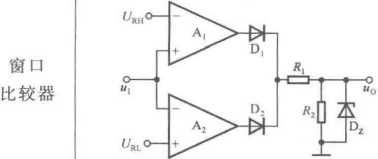 窗口
比较器
U_RH
−
A₁
+
D₁
u_I
R₁
u_O
−
A₂
+
D₂
R₂
D_Z
U_RL